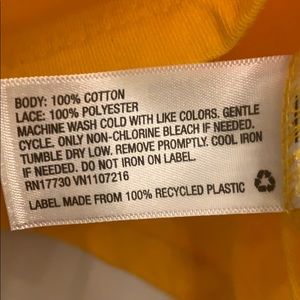 BODY: 100% COTTON
LACE: 100% POLYESTER
MACHINE WASH COLD WITH LIKE COLORS. GENTLE
CYCLE. ONLY NON-CHLORINE BLEACH IF NEEDED.
TUMBLE DRY LOW. REMOVE PROMPTLY. COOL IRON
IF NEEDED. DO NOT IRON ON LABEL.
RN17730 VN1107216
LABEL MADE FROM 100% RECYCLED PLASTIC